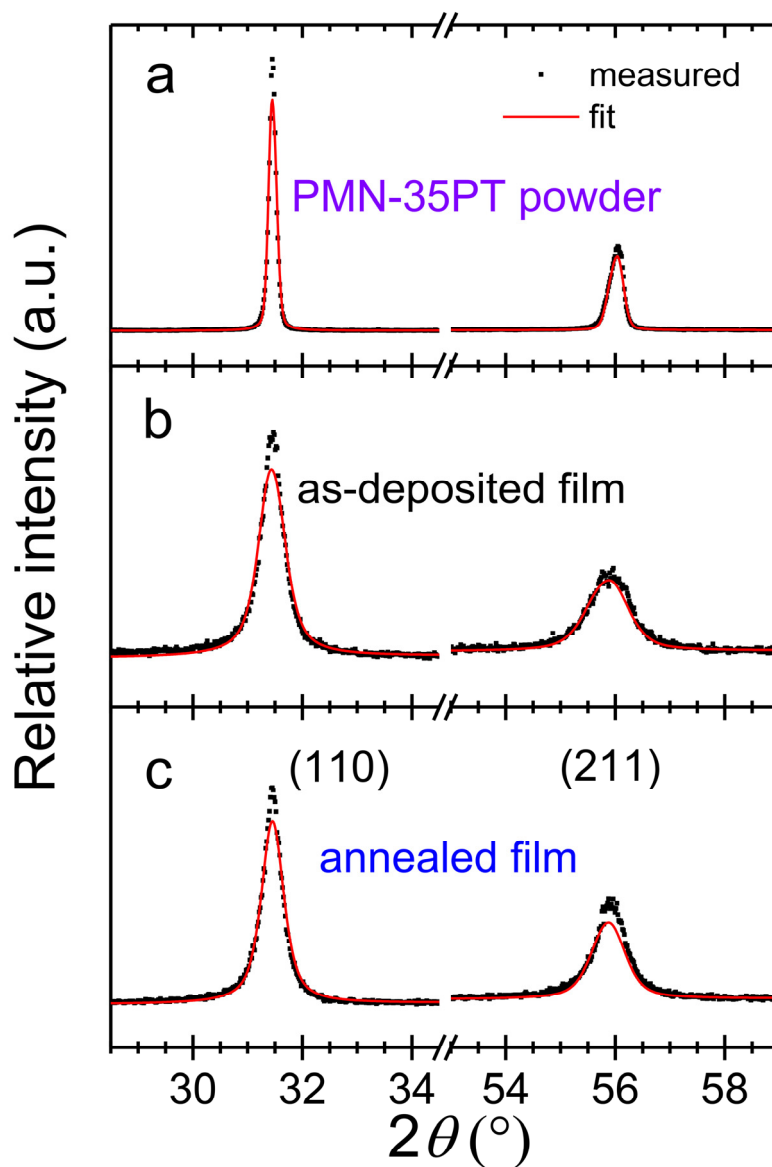 a
measured
fit
PMN-35PT powder
b
as-deposited film
c
(110)
(211)
annealed film
Relative intensity (a.u.)
30 32 34 54 56 58
2θ (°)